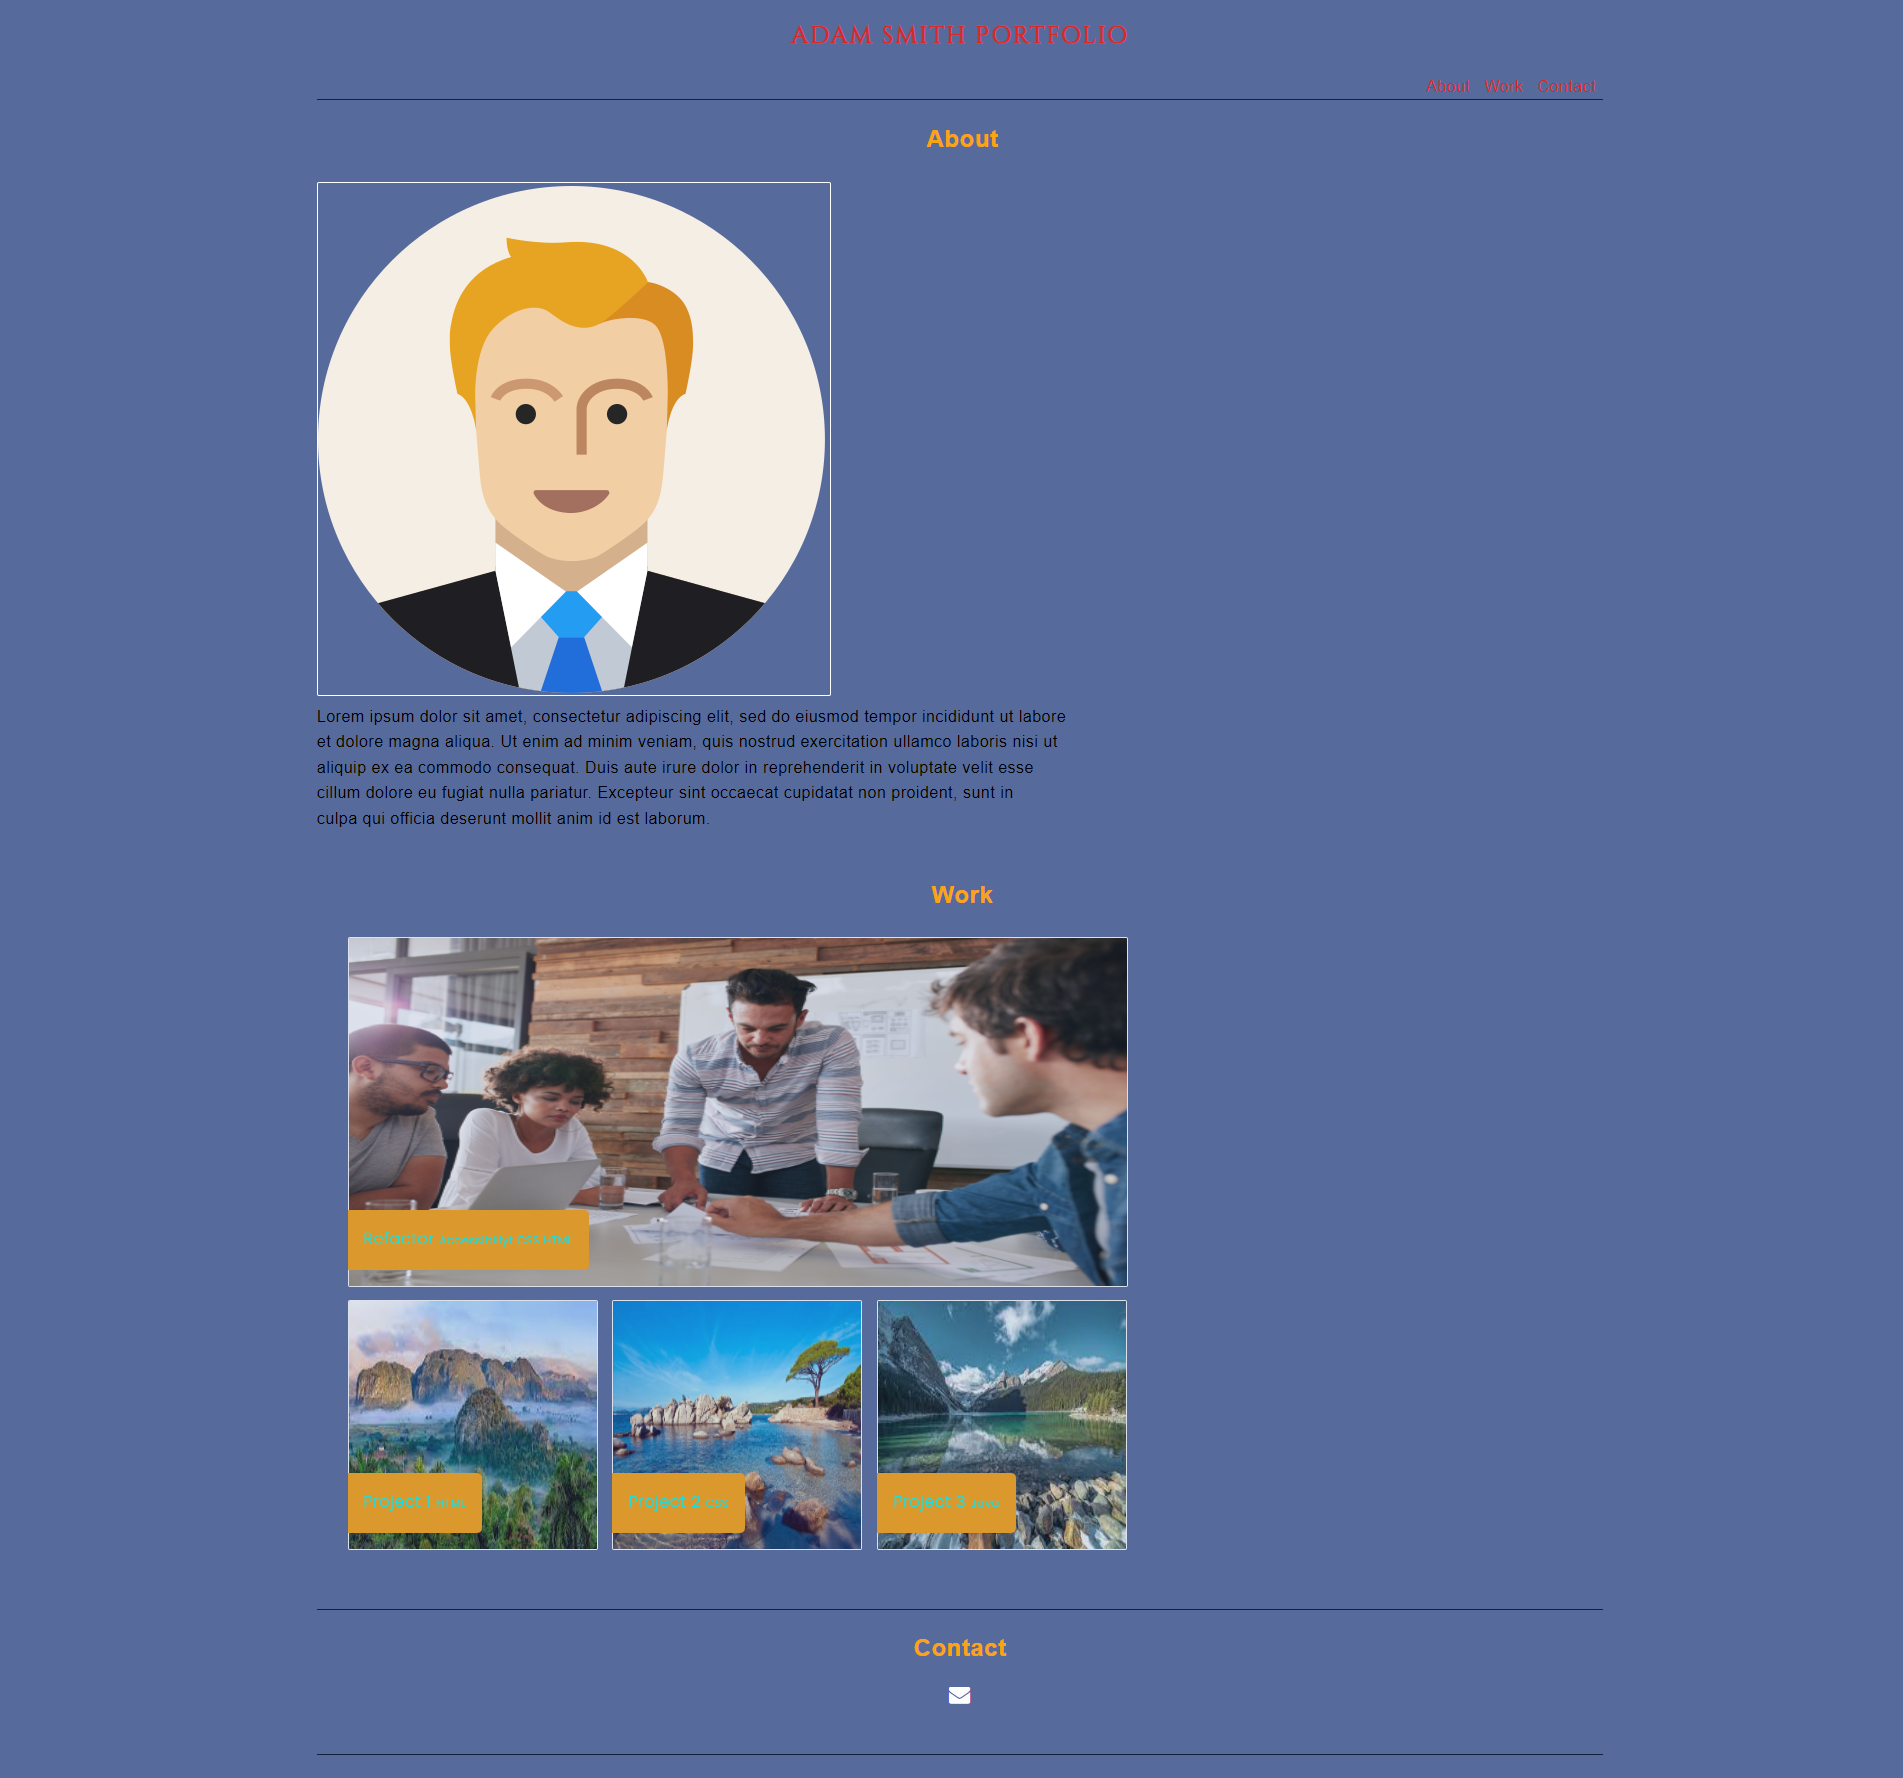 ADAM SMITH PORTFOLIO
About Work Contact
About
Lorem ipsum dolor sit amet, consectetur adipiscing elit, sed do eiusmod tempor incididunt ut labore
et dolore magna aliqua. Ut enim ad minim veniam, quis nostrud exercitation ullamco laboris nisi ut
aliquip ex ea commodo consequat. Duis aute irure dolor in reprehenderit in voluptate velit esse
cillum dolore eu fugiat nulla pariatur. Excepteur sint occaecat cupidatat non proident, sunt in
culpa qui officia deserunt mollit anim id est laborum.
Work
Refactor CSS HTML
Project 1 HTML
Project 2 CSS
Project 3 Java
Contact